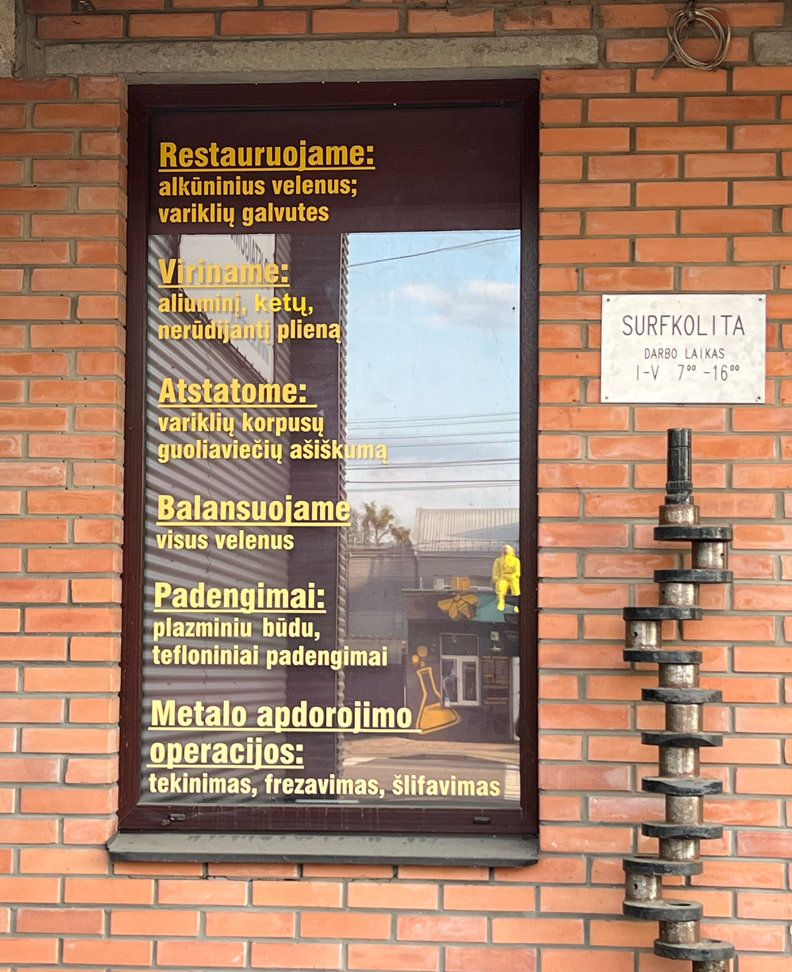 Restauruojame:
alkūninius velenus;
variklių galvutes
Viriname:
aliuminį, ketų,
nerūdijantį plieną
Atstatome:
variklių korpusų
guoliaviečių ašiškumą
Balansuojame
visus velenus
Padengimai:
plazminiu būdu,
tefloniniai padengimai
Metalo apdorojimo
operacijos:
tekinimas, frezavimas, šlifavimas
SURFKOLITA
DARBO LAIKAS
I-V 7⁰⁰ -16⁰⁰